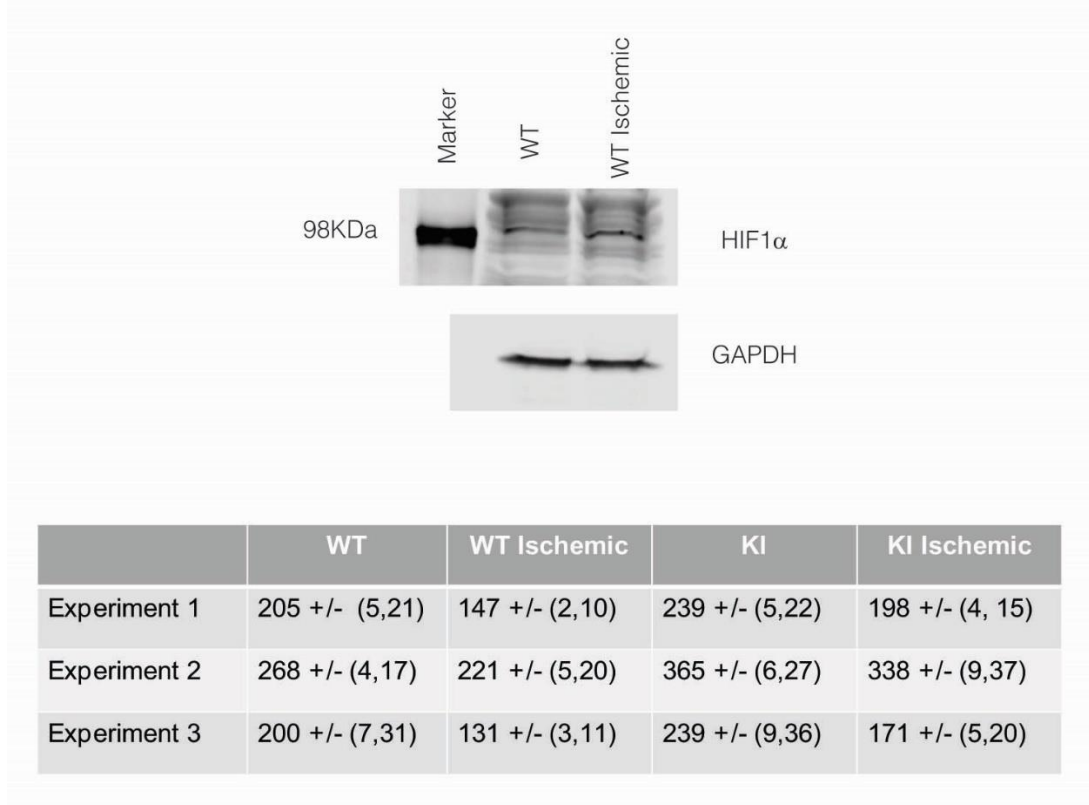 Marker
WT
WT Ischemic
98KDa
HIF1α
GAPDH
WT WT Ischemic KI KI Ischemic
Experiment 1 205 +/- (5,21) 147 +/- (2,10) 239 +/- (5,22) 198 +/- (4, 15)
Experiment 2 268 +/- (4,17) 221 +/- (5,20) 365 +/- (6,27) 338 +/- (9,37)
Experiment 3 200 +/- (7,31) 131 +/- (3,11) 239 +/- (9,36) 171 +/- (5,20)